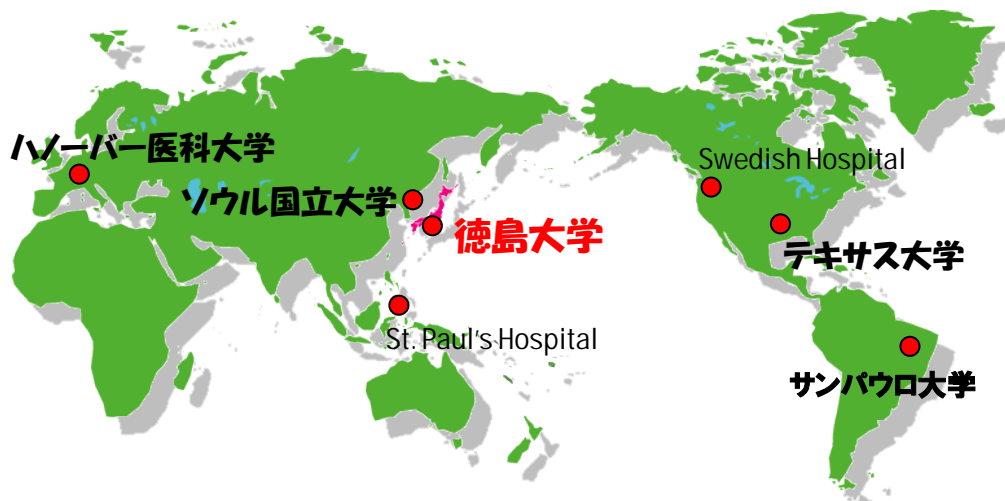 ハノーバー医科大学
Swedish Hospital
ソウル国立大学
徳島大学
テキサス大学
St. Paul's Hospital
サンパウロ大学